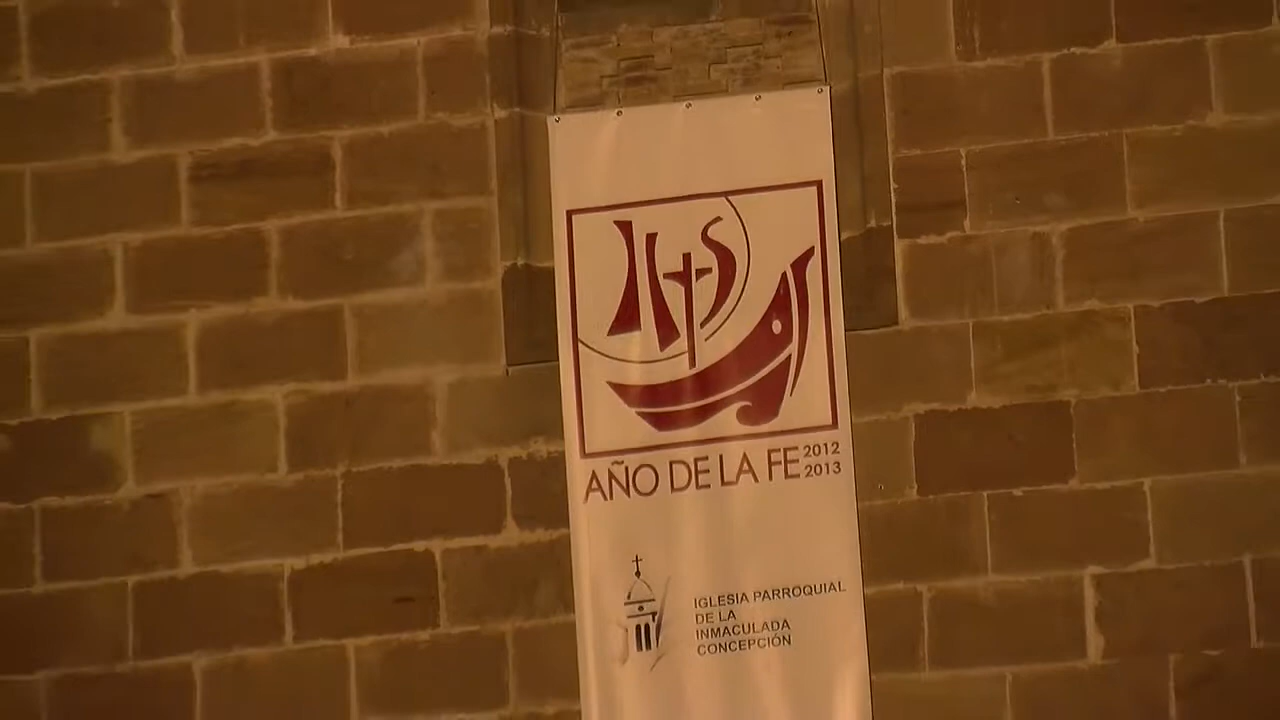 IHS
AÑO DE LA FE 2012
2013
IGLESIA PARROQUIAL
DE LA
INMACULADA
CONCEPCIÓN